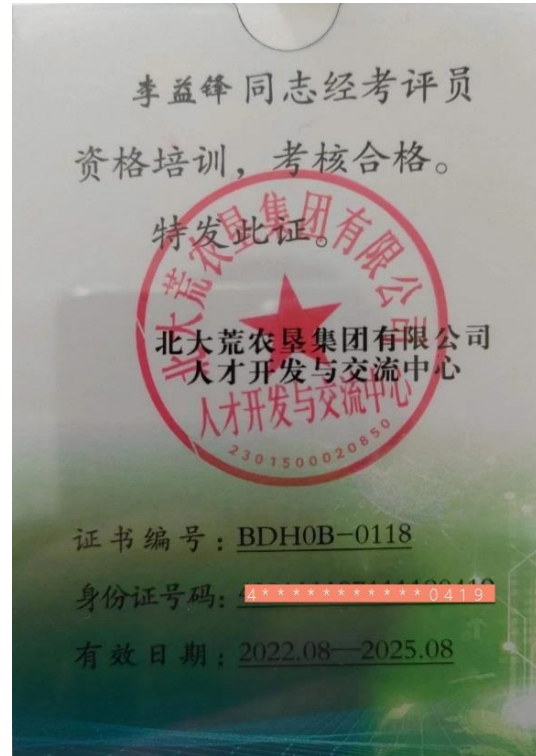 李益锋同志经考评员
资格培训，考核合格。
特发此证。
北大荒农垦集团有限公司
人才开发与交流中心
北大荒农垦集团有限公司
人才开发与交流中心
2301500020850
证书编号：BDH0B-0118
身份证号码：4***********0419
有效日期：2022.08—2025.08